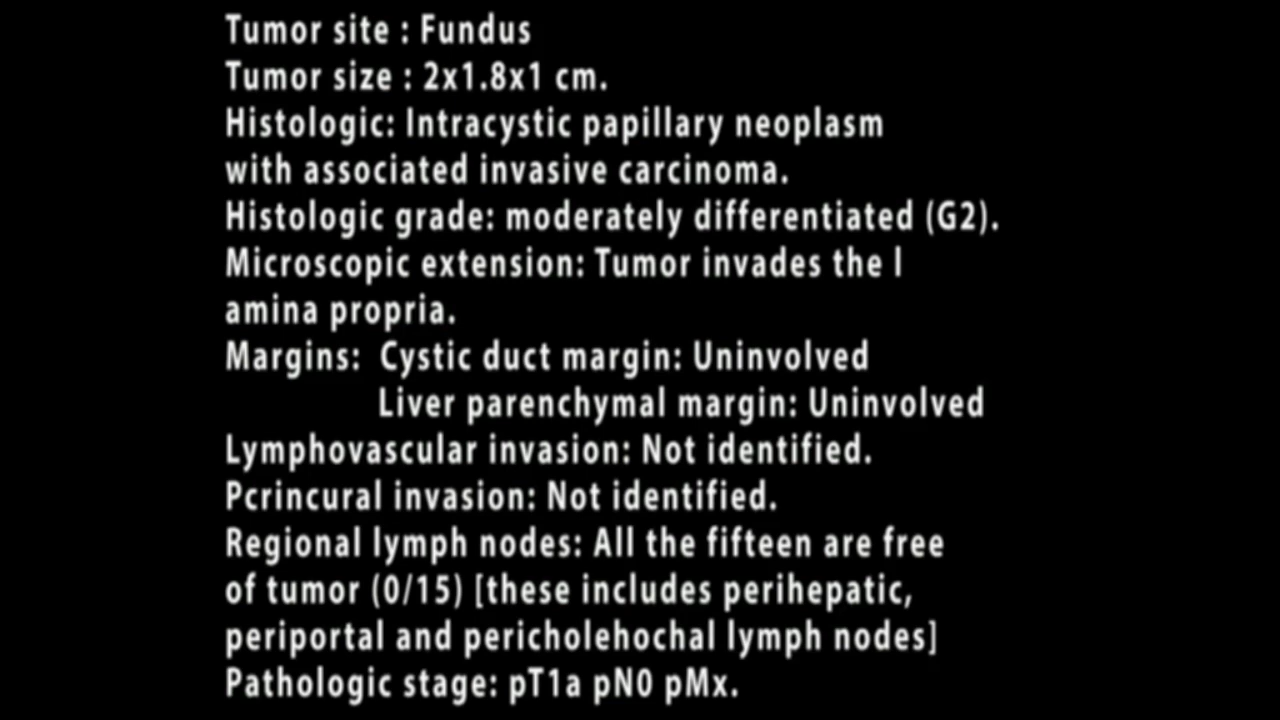 Tumor site : Fundus
Tumor size : 2x1.8x1 cm.
Histologic: Intracystic papillary neoplasm
with associated invasive carcinoma.
Histologic grade: moderately differentiated (G2).
Microscopic extension: Tumor invades the l
amina propria.
Margins: Cystic duct margin: Uninvolved
Liver parenchymal margin: Uninvolved
Lymphovascular invasion: Not identified.
Pcrincural invasion: Not identified.
Regional lymph nodes: All the fifteen are free
of tumor (0/15) [these includes perihepatic,
periportal and pericholehochal lymph nodes]
Pathologic stage: pT1a pN0 pMx.